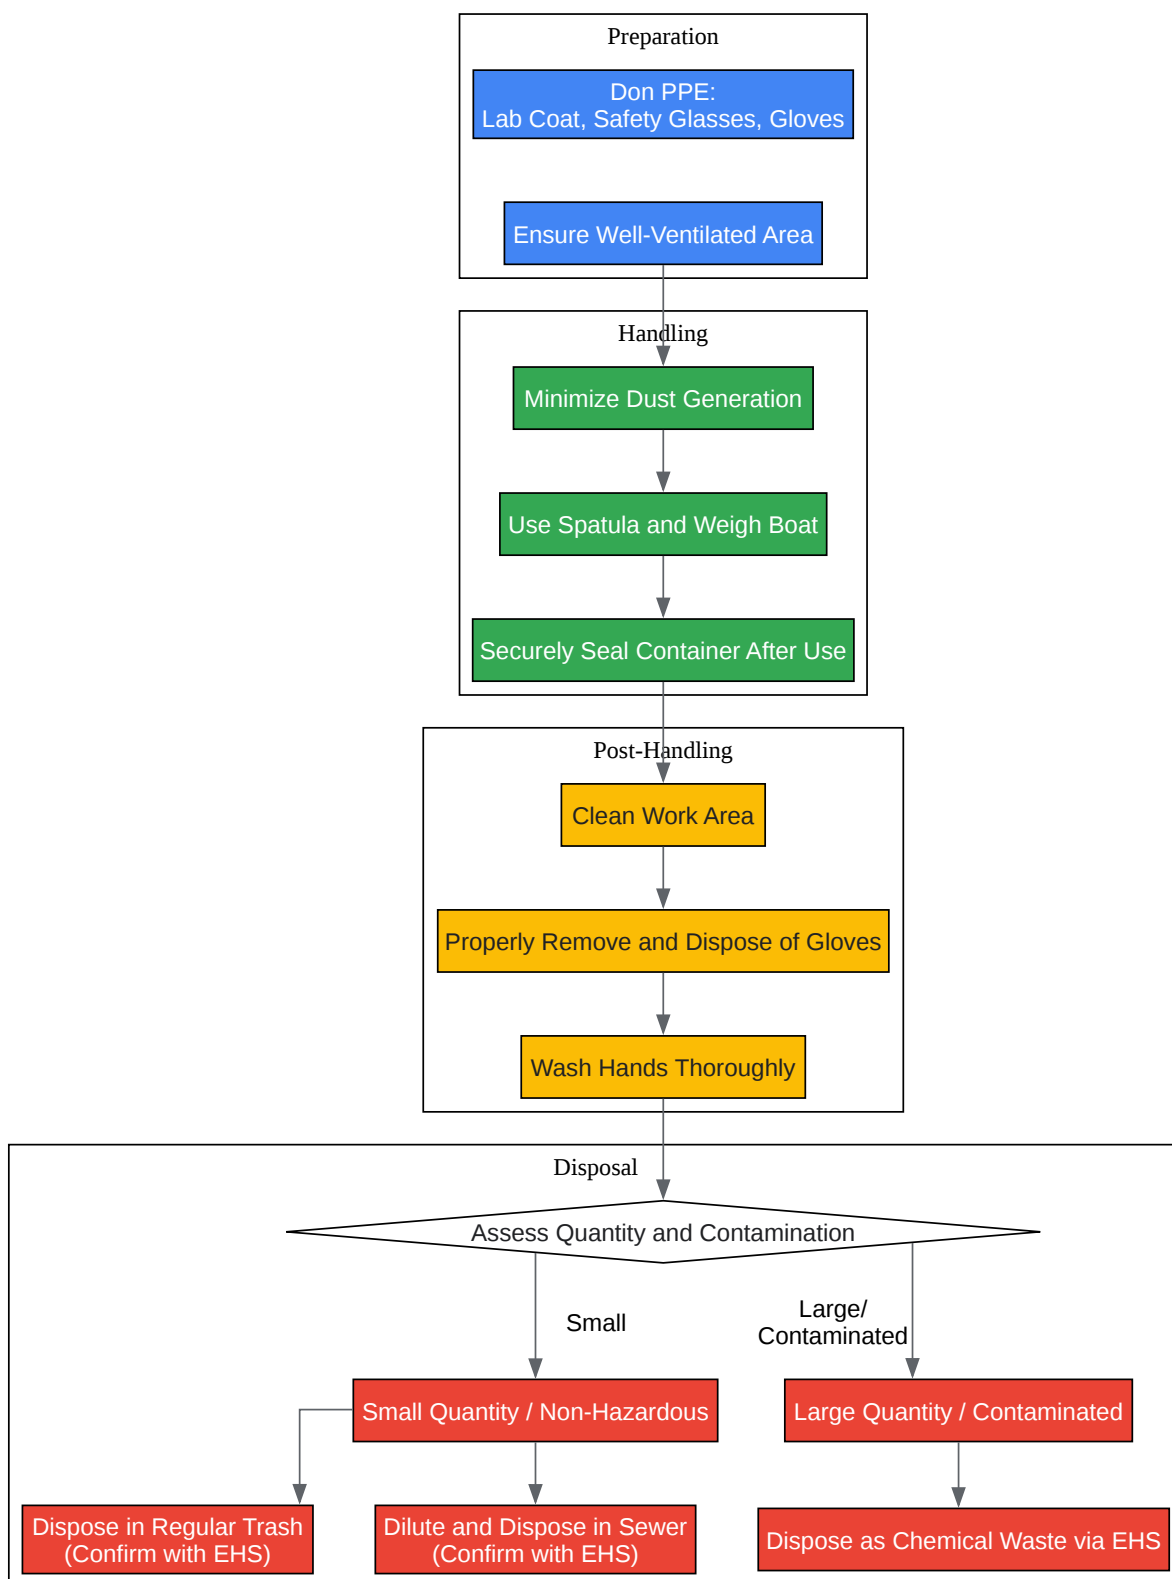 Preparation
Don PPE:
Lab Coat, Safety Glasses, Gloves
Ensure Well-Ventilated Area
Handling
Minimize Dust Generation
Use Spatula and Weigh Boat
Securely Seal Container After Use
Post-Handling
Clean Work Area
Properly Remove and Dispose of Gloves
Wash Hands Thoroughly
Disposal
Assess Quantity and Contamination
Small
Large/
Contaminated
Small Quantity / Non-Hazardous
Large Quantity / Contaminated
Dispose in Regular Trash
(Confirm with EHS)
Dilute and Dispose in Sewer
(Confirm with EHS)
Dispose as Chemical Waste via EHS